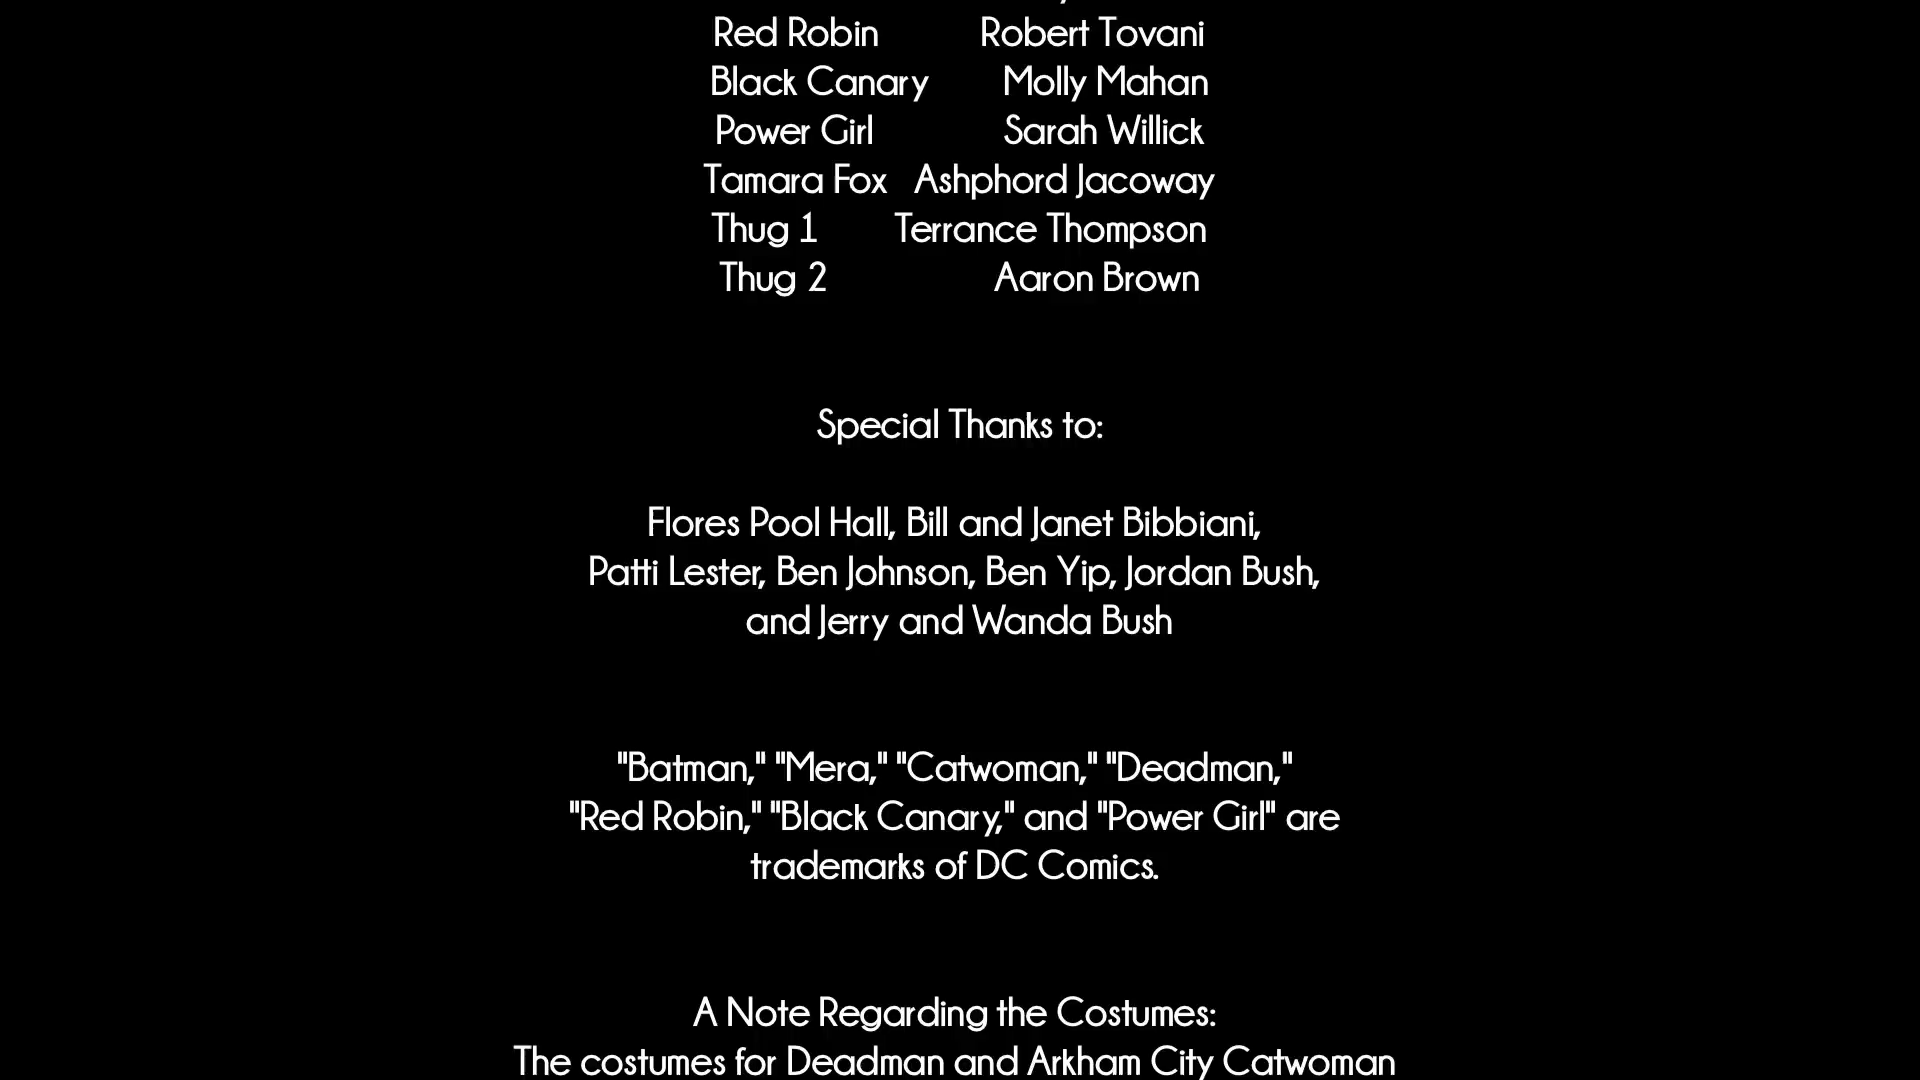 Red Robin Robert Tovani
Black Canary Molly Mahan
Power Girl Sarah Willick
Tamara Fox Ashphord Jacoway
Thug 1 Terrance Thompson
Thug 2 Aaron Brown
Special Thanks to:
Flores Pool Hall, Bill and Janet Bibbiani,
Patti Lester, Ben Johnson, Ben Yip, Jordan Bush,
and Jerry and Wanda Bush
"Batman," "Mera," "Catwoman," "Deadman,"
"Red Robin," "Black Canary," and "Power Girl" are
trademarks of DC Comics.
A Note Regarding the Costumes:
The costumes for Deadman and Arkham City Catwoman